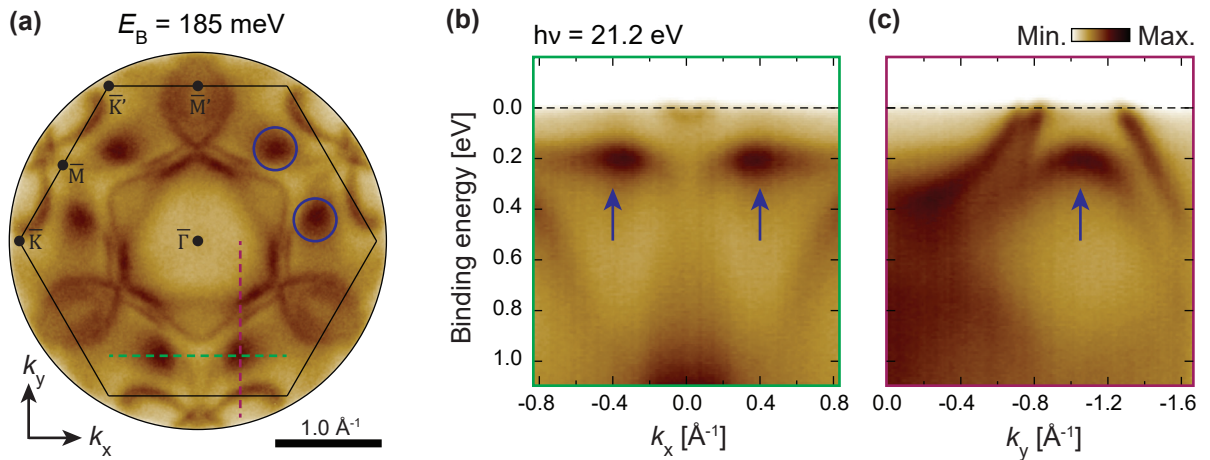 (a)
E_B = 185 meV
K̅'
M̅'
M̅
K̅
Γ̅
k_y
k_x
1.0 Å⁻¹
(b)
hν = 21.2 eV
Binding energy [eV]
0.0
0.2
0.4
0.6
0.8
1.0
-0.8
-0.4
0.0
0.4
0.8
k_x [Å⁻¹]
(c)
Min.
Max.
0.0
-0.4
-0.8
-1.2
-1.6
k_y [Å⁻¹]